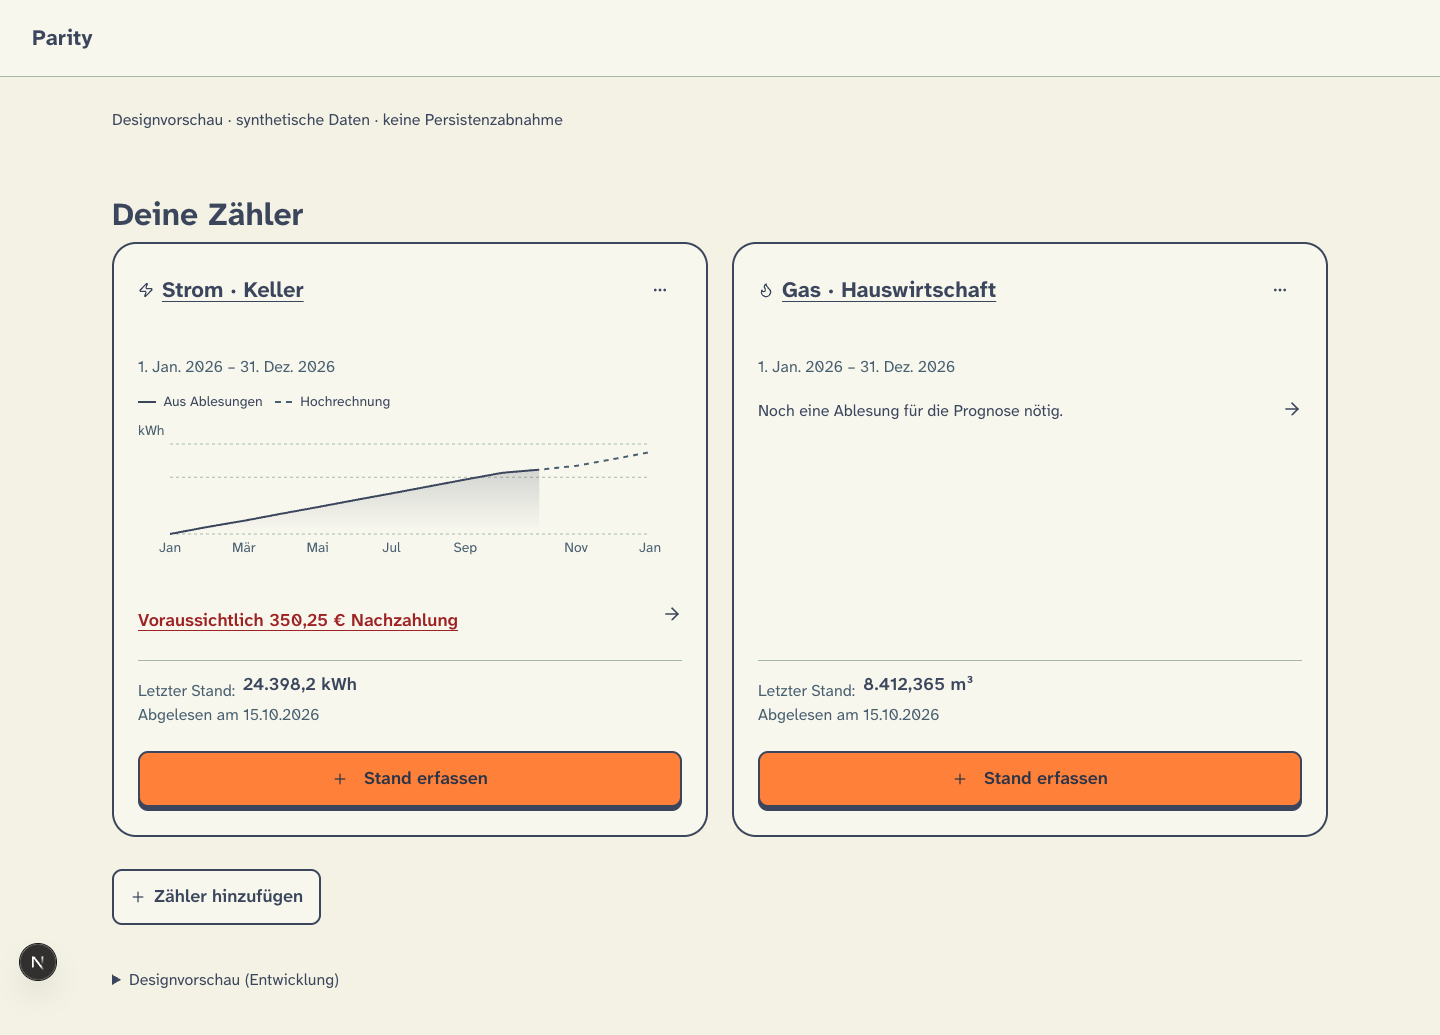 Parity
Designvorschau · synthetische Daten · keine Persistenzabnahme
Deine Zähler
Strom · Keller
1. Jan. 2026 – 31. Dez. 2026
Aus Ablesungen
Hochrechnung
kWh
Jan
Mär
Mai
Jul
Sep
Nov
Jan
Voraussichtlich 350,25 € Nachzahlung
Letzter Stand: 24.398,2 kWh
Abgelesen am 15.10.2026
+ Stand erfassen
Gas · Hauswirtschaft
1. Jan. 2026 – 31. Dez. 2026
Noch eine Ablesung für die Prognose nötig.
Letzter Stand: 8.412,365 m³
Abgelesen am 15.10.2026
+ Stand erfassen
+ Zähler hinzufügen
N
Designvorschau (Entwicklung)